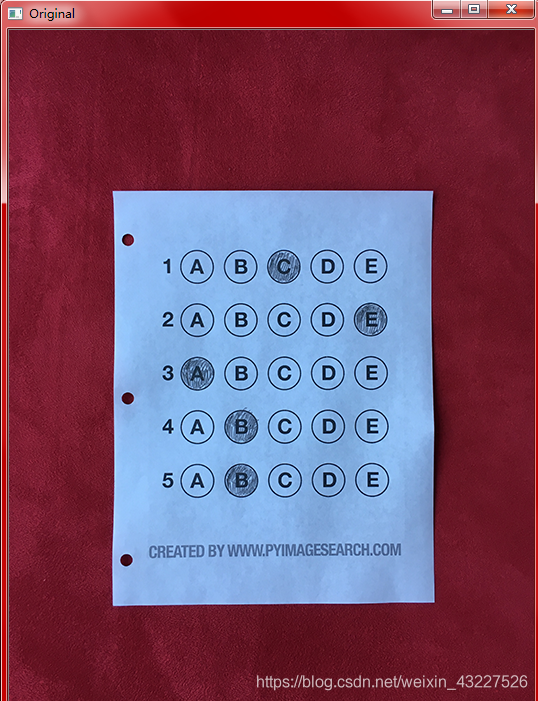 Original
1 A B C D E
2 A B C D E
3 A B C D E
4 A B C D E
5 A B C D E
CREATED BY WWW.PYIMAGESEARCH.COM
https://blog.csdn.net/weixin_43227526